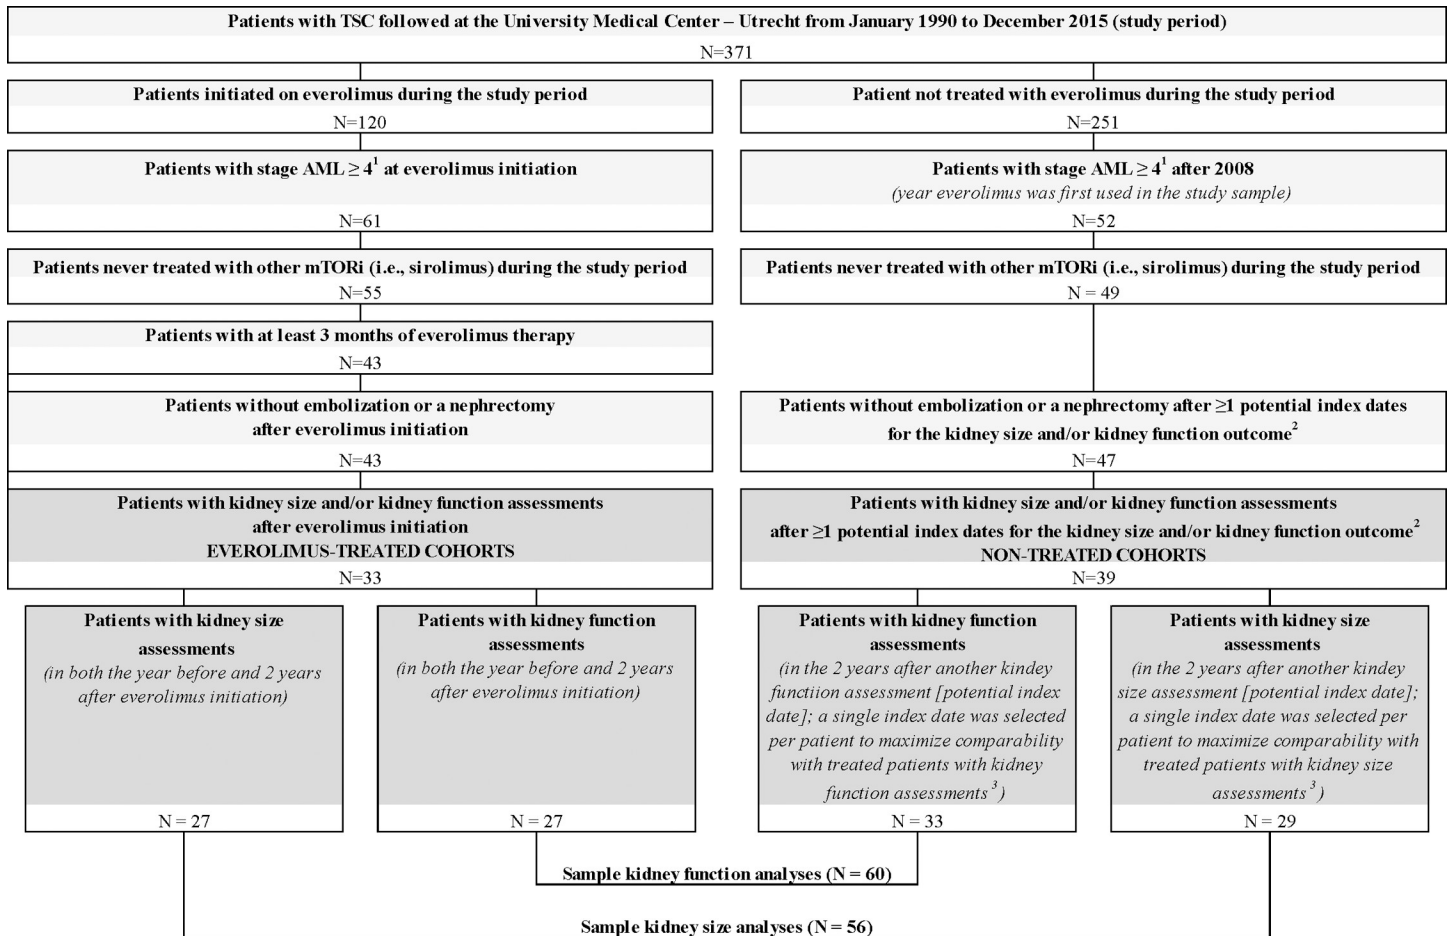 Patients with TSC followed at the University Medical Center – Utrecht from January 1990 to December 2015 (study period)
N=371
Patients initiated on everolimus during the study period
N=120
Patient not treated with everolimus during the study period
N=251
Patients with stage AML ≥ 4¹ at everolimus initiation
N=61
Patients with stage AML ≥ 4¹ after 2008
(year everolimus was first used in the study sample)
N=52
Patients never treated with other mTORi (i.e., sirolimus) during the study period
N=55
Patients never treated with other mTORi (i.e., sirolimus) during the study period
N = 49
Patients with at least 3 months of everolimus therapy
N=43
Patients without embolization or a nephrectomy
after everolimus initiation
N=43
Patients without embolization or a nephrectomy after ≥1 potential index dates
for the kidney size and/or kidney function outcome²
N=47
Patients with kidney size and/or kidney function assessments
after everolimus initiation
EVEROLIMUS-TREATED COHORTS
N=33
Patients with kidney size and/or kidney function assessments
after ≥1 potential index dates for the kidney size and/or kidney function outcome²
NON-TREATED COHORTS
N=39
Patients with kidney size
assessments
(in both the year before and 2 years
after everolimus initiation)
N = 27
Patients with kidney function
assessments
(in both the year before and 2 years
after everolimus initiation)
N = 27
Patients with kidney function
assessments
(in the 2 years after another kindey
functiion assessment [potential index
date]; a single index date was selected
per patient to maximize comparability
with treated patients with kidney
function assessments³)
N = 33
Patients with kidney size
assessments
(in the 2 years after another kindey
size assessment [potential index date];
a single index date was selected per
patient to maximize comparability with
treated patients with kidney size
assessments³)
N = 29
Sample kidney function analyses (N = 60)
Sample kidney size analyses (N = 56)